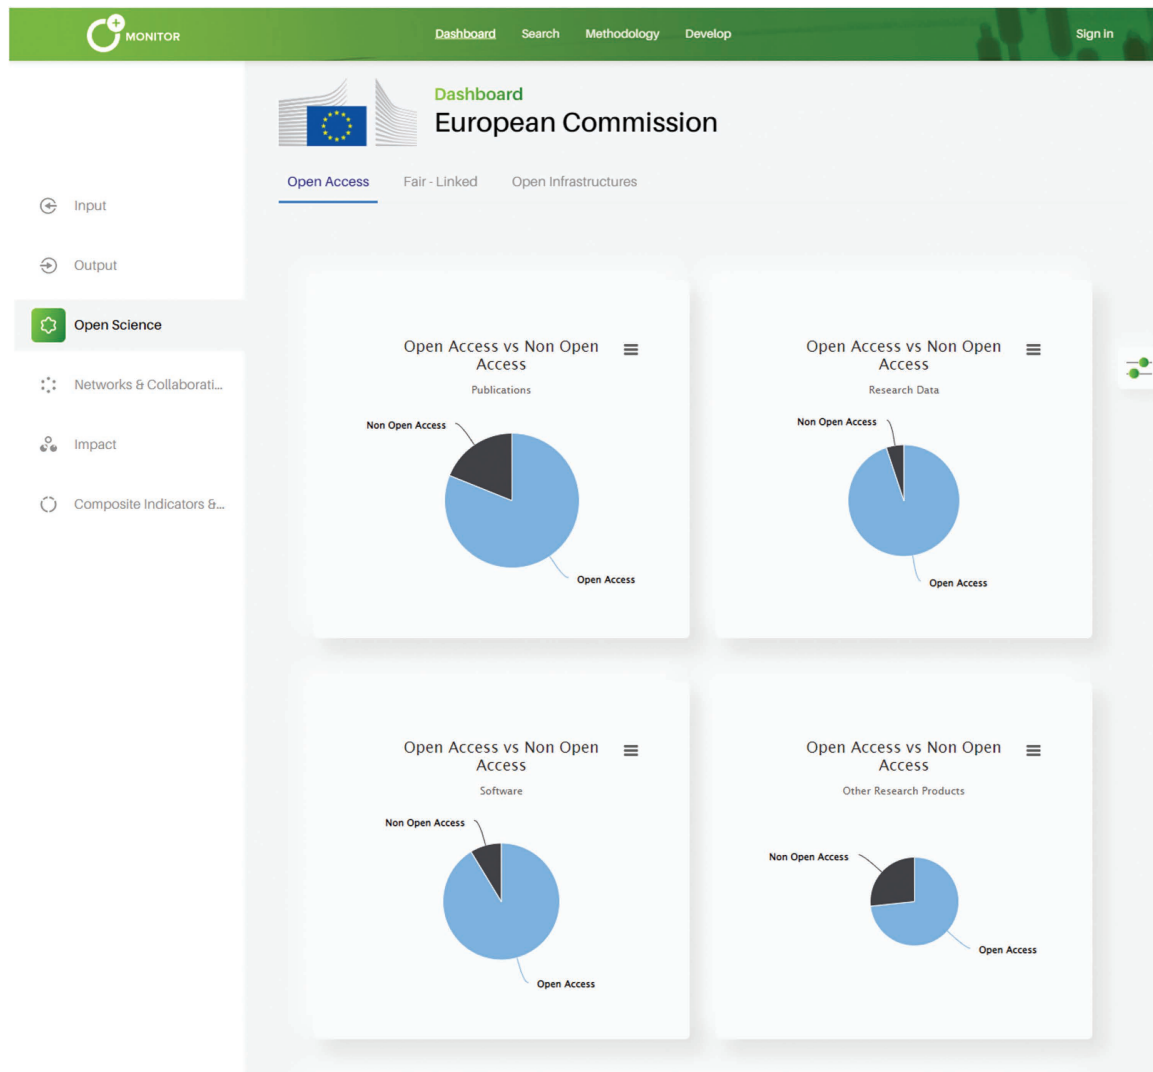 MONITOR
Dashboard Search Methodology Develop
Sign in
Dashboard
European Commission
Open Access Fair - Linked Open Infrastructures
Input
Output
Open Science
Networks & Collaborati...
Impact
Composite Indicators &...
Open Access vs Non Open
Access
Publications
Non Open Access
Open Access
Open Access vs Non Open
Access
Research Data
Non Open Access
Open Access
Open Access vs Non Open
Access
Software
Non Open Access
Open Access
Open Access vs Non Open
Access
Other Research Products
Non Open Access
Open Access